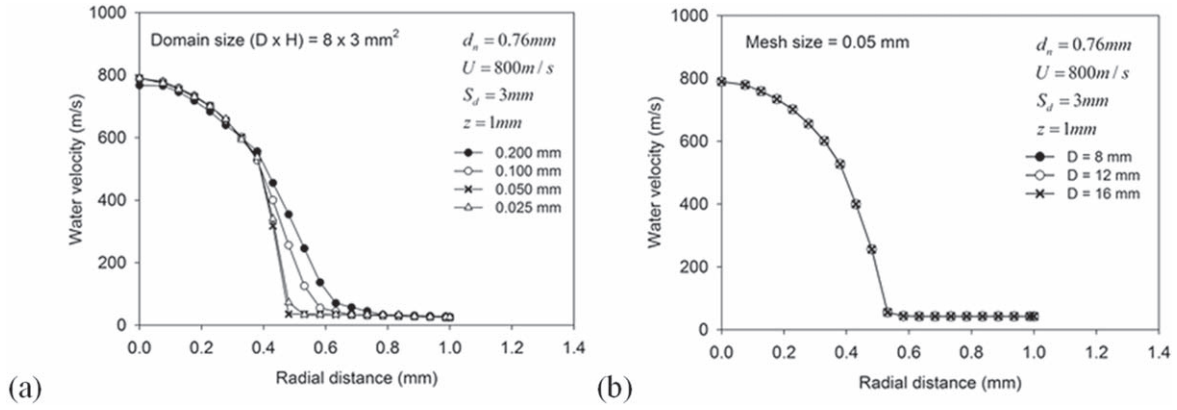 1000
800
600
400
200
0
Water velocity (m/s)
Domain size (D x H) = 8 x 3 mm²
dₙ = 0.76mm
U = 800m / s
S_d = 3mm
z = 1mm
0.200 mm
0.100 mm
0.050 mm
0.025 mm
0.0 0.2 0.4 0.6 0.8 1.0 1.2 1.4
Radial distance (mm)
(a)
1000
800
600
400
200
0
Water velocity (m/s)
Mesh size = 0.05 mm
dₙ = 0.76mm
U = 800m / s
S_d = 3mm
z = 1mm
D = 8 mm
D = 12 mm
D = 16 mm
0.0 0.2 0.4 0.6 0.8 1.0 1.2 1.4
Radial distance (mm)
(b)